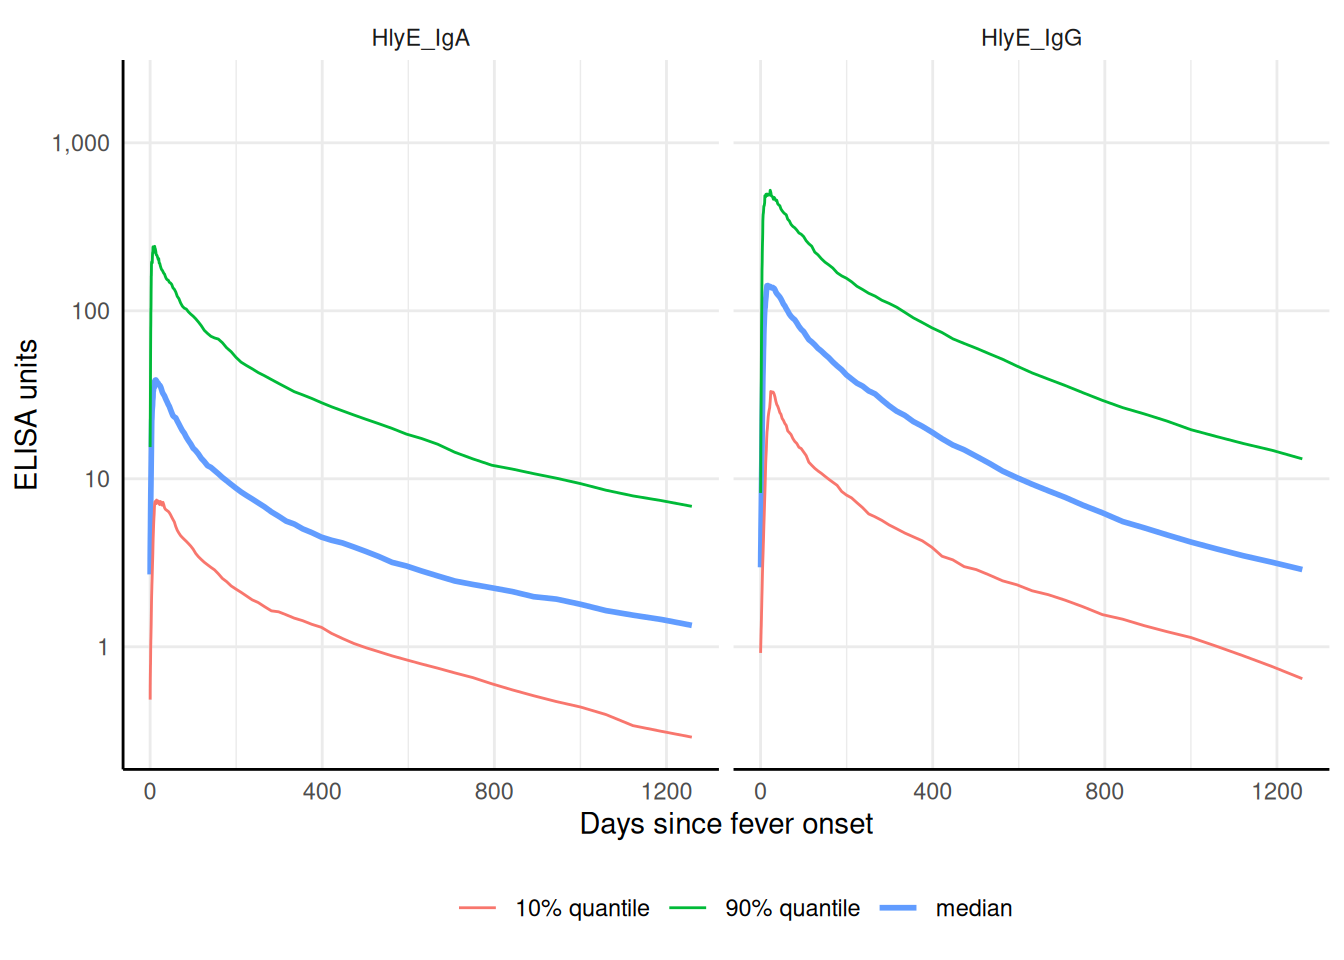 HlyE_IgA HlyE_IgG
1,000
100
10
1
ELISA units
0 400 800 1200 0 400 800 1200
Days since fever onset
10% quantile 90% quantile median